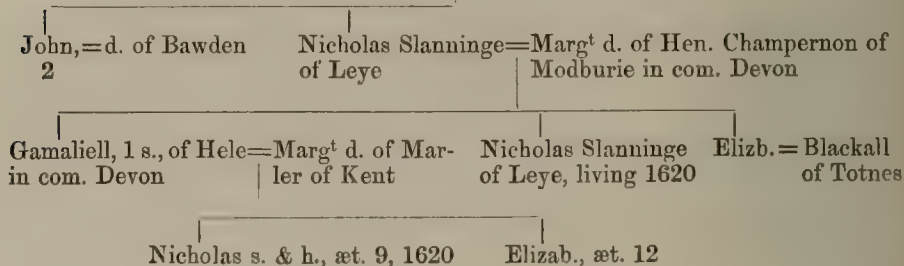 John,=d. of Bawden Nicholas Slanninge=Margᵗ d. of Hen. Champernon of
2 of Leye Modburie in com. Devon
Gamaliell, 1 s., of Hele=Margᵗ d. of Mar- Nicholas Slanninge Elizb.=Blackall
in com. Devon ler of Kent of Leye, living 1620 of Totnes
Nicholas s. & h., æt. 9, 1620 Elizab., æt. 12